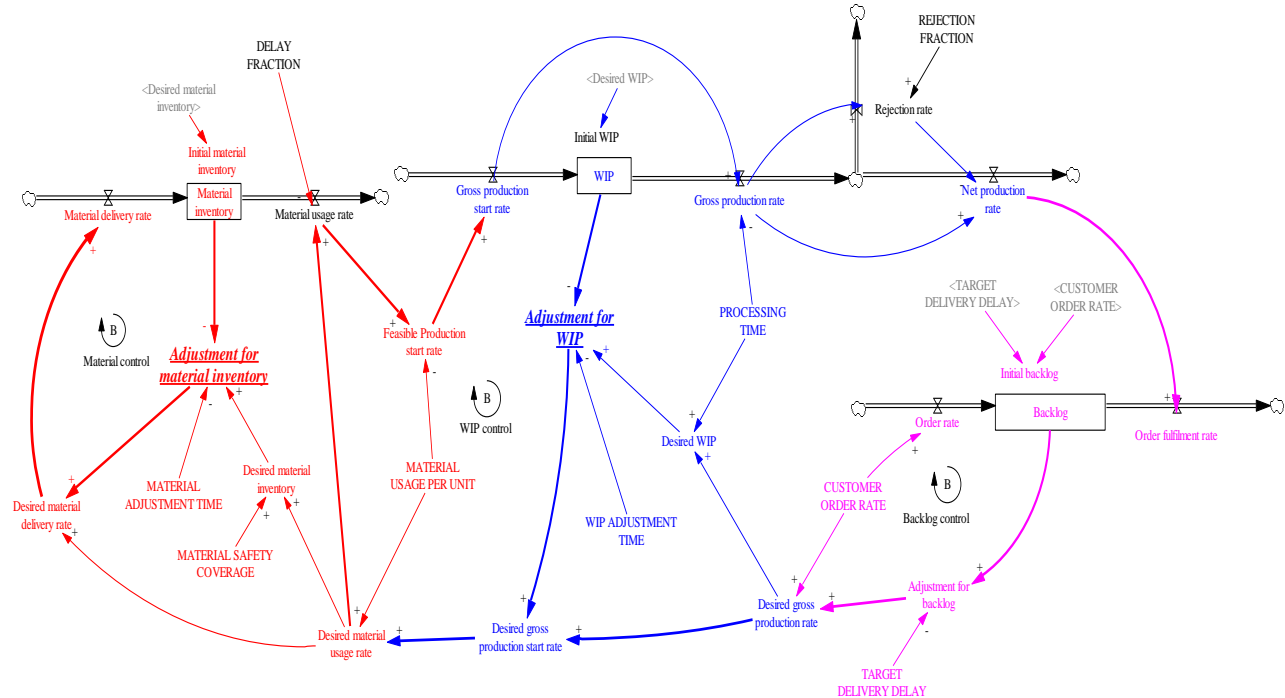 REJECTION
FRACTION
DELAY
FRACTION
<Desired material
inventory>
<Desired WIP>
Rejection rate
+
+
Initial WIP
Initial material
inventory
WIP
Material
inventory
+
Gross production
start rate
Gross production rate
-
Net production
rate
Material delivery rate
-
Material usage rate
+
+
-
+
+
+
<TARGET
DELIVERY DELAY>
<CUSTOMER
ORDER RATE>
-
PROCESSING
TIME
Adjustment for
WIP
+
Feasible Production
start rate
B
Material control
-
Adjustment for
material inventory
+
-
-
+
-
Initial backlog
B
WIP control
+
Order rate
Backlog
Order fulfilment rate
+
+
+
Desired WIP
+
Desired material
inventory
MATERIAL
USAGE PER UNIT
MATERIAL
ADJUSTMENT TIME
CUSTOMER
ORDER RATE
B
Backlog control
+
Desired material
delivery rate
+
+
+
WIP ADJUSTMENT
TIME
MATERIAL SAFETY
COVERAGE
+
+
Adjustment for
backlog
+
+
+
+
Desired gross
production rate
-
Desired material
usage rate
+
Desired gross
production start rate
+
TARGET
DELIVERY DELAY